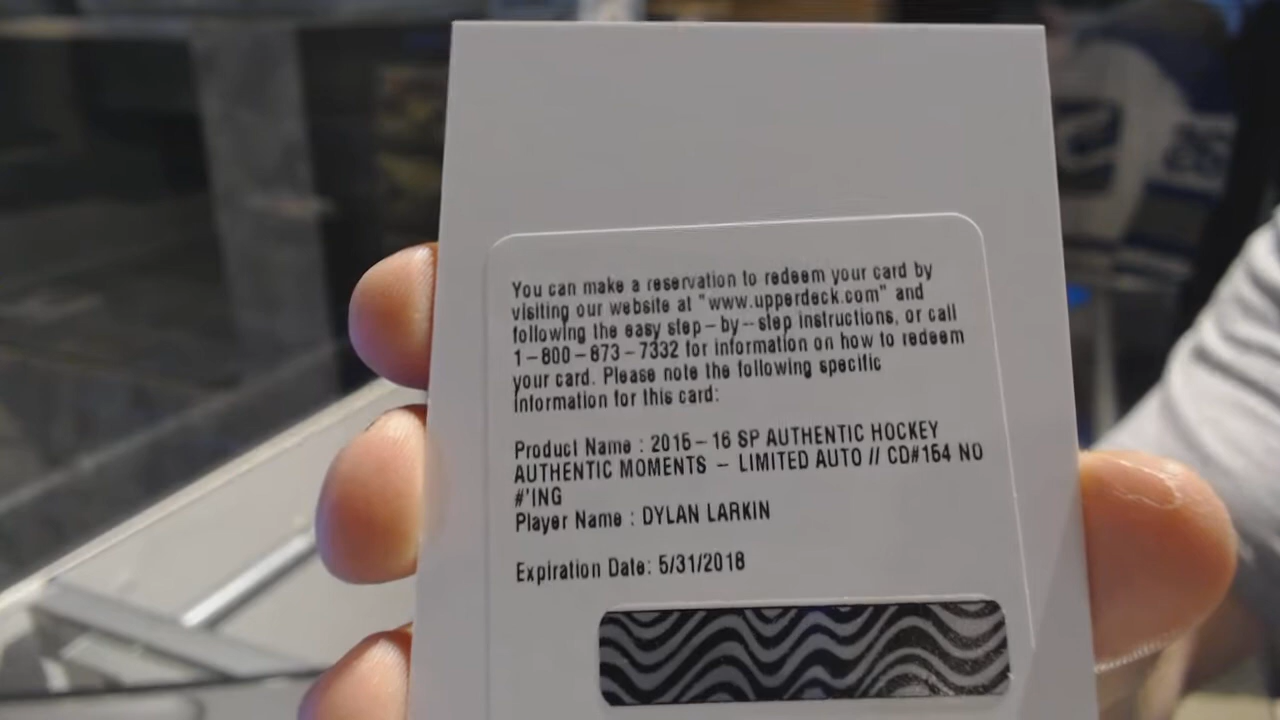 You can make a reservation to redeem your card by
visiting our website at "www.upperdeck.com" and
following the easy step-by-step instructions, or call
1-800-873-7332 for information on how to redeem
your card. Please note the following specific
information for this card:
Product Name : 2015-16 SP AUTHENTIC HOCKEY
AUTHENTIC MOMENTS - LIMITED AUTO // CD#154 NO
#'ING
Player Name : DYLAN LARKIN
Expiration Date: 5/31/2018